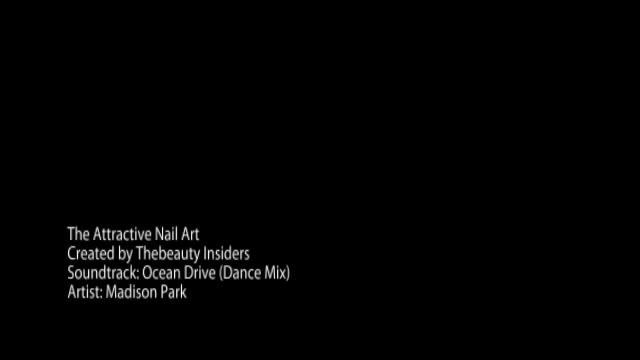 The Attractive Nail Art
Created by Thebeauty Insiders
Soundtrack: Ocean Drive (Dance Mix)
Artist: Madison Park